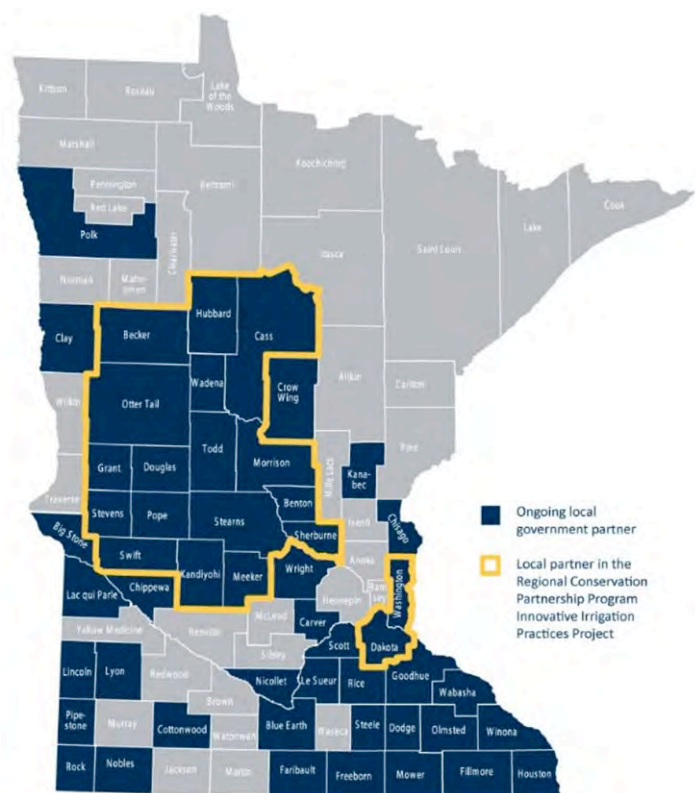 Kittson
Roseau
Lake
of the
Woods
Marshall
Koochiching
Pennington
Beltrami
Red Lake
Cook
Polk
Clearwater
Itasca
Saint Louis
Lake
Norman
Mahn-
omen
Hubbard
Clay
Becker
Cass
Wadena
Crow
Wing
Aitkin
Carlton
Wilkin
Otter Tail
Todd
Pine
Grant
Douglas
Morrison
Mille Lacs
Kana-
bec
Traverse
Stevens
Pope
Stearns
Benton
Isanti
Chisago
Big Stone
Swift
Sherburne
Anoka
Kandiyohi
Meeker
Wright
Washington
Lac qui Parle
Chippewa
Hennepin
Ram
sey
McLeod
Carver
Yellow Medicine
Renville
Scott
Dakota
Sibley
Lincoln
Lyon
Redwood
Nicollet
Le Sueur
Rice
Goodhue
Wabasha
Brown
Pipe-
stone
Murray
Cottonwood
Watonwan
Blue Earth
Waseca
Steele
Dodge
Olmsted
Winona
Rock
Nobles
Jackson
Martin
Faribault
Freeborn
Mower
Fillmore
Houston
Ongoing local
government partner
Local partner in the
Regional Conservation
Partnership Program
Innovative Irrigation
Practices Project